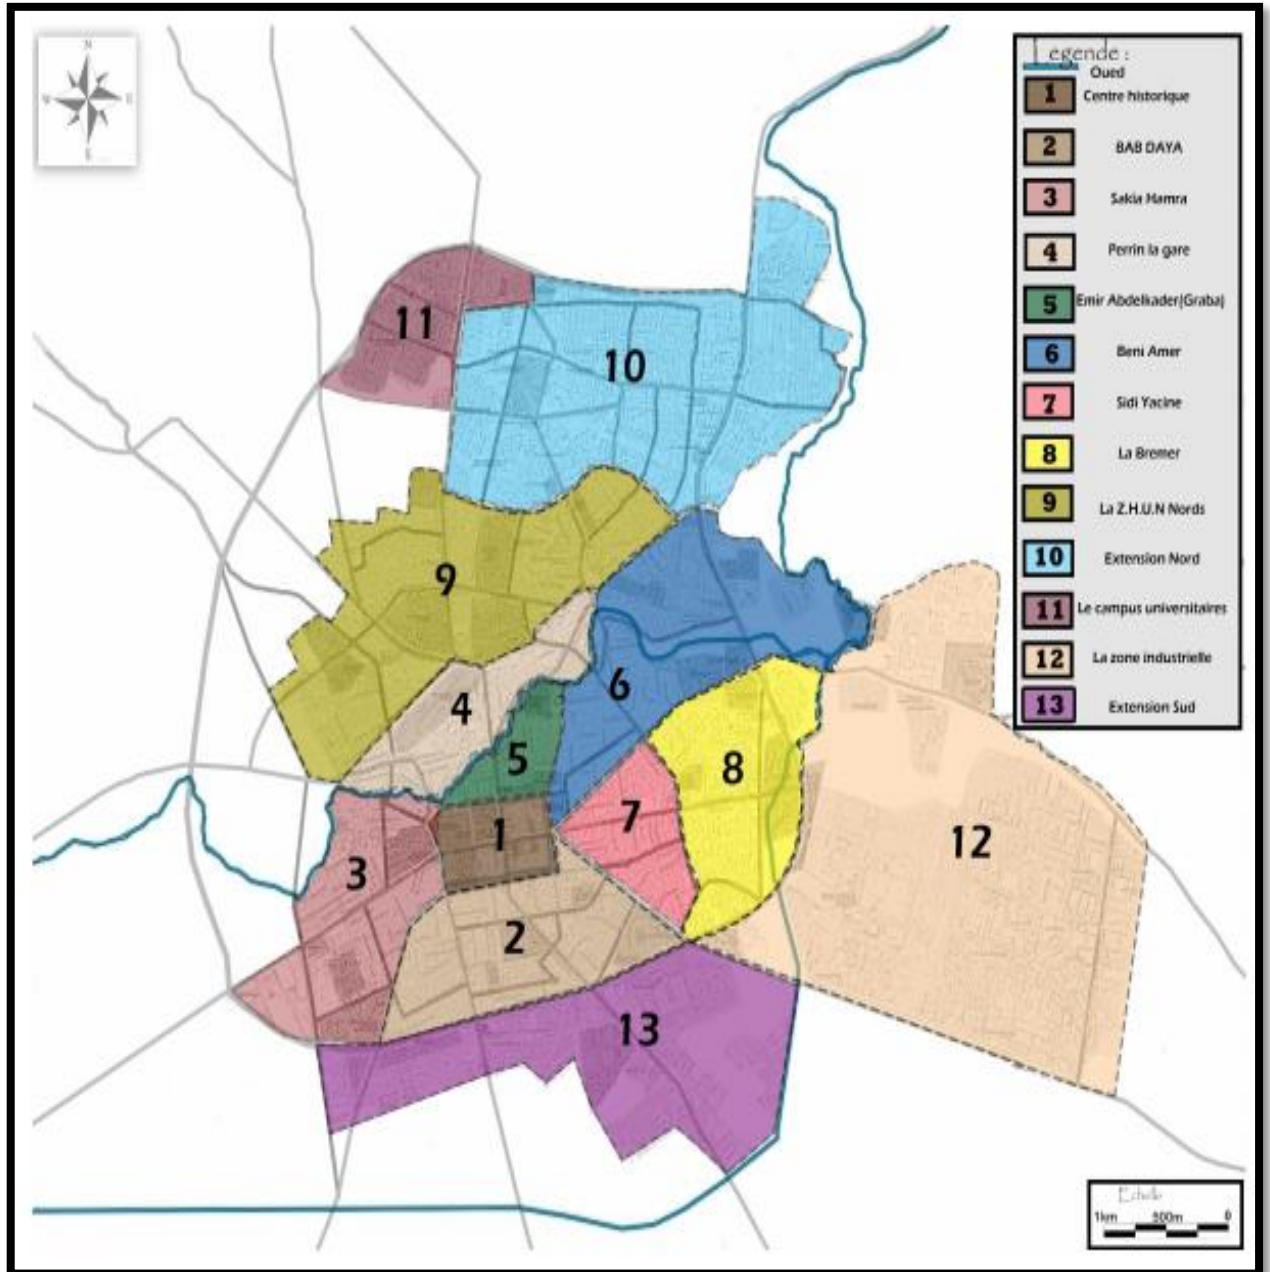 N
W
E
S
Legende :
Oued
1 Centre historique
2 BAB DAYA
3 Sakia Hamra
4 Perrin la gare
5 Emir Abdelkader(Graba)
6 Beni Amer
7 Sidi Yacine
8 La Bremer
9 La Z.H.U.N Nords
10 Extension Nord
11 Le campus universitaires
12 La zone industrielle
13 Extension Sud
11
10
9
6
4
5
8
7
1
12
3
2
13
Echelle
1km 500m 0